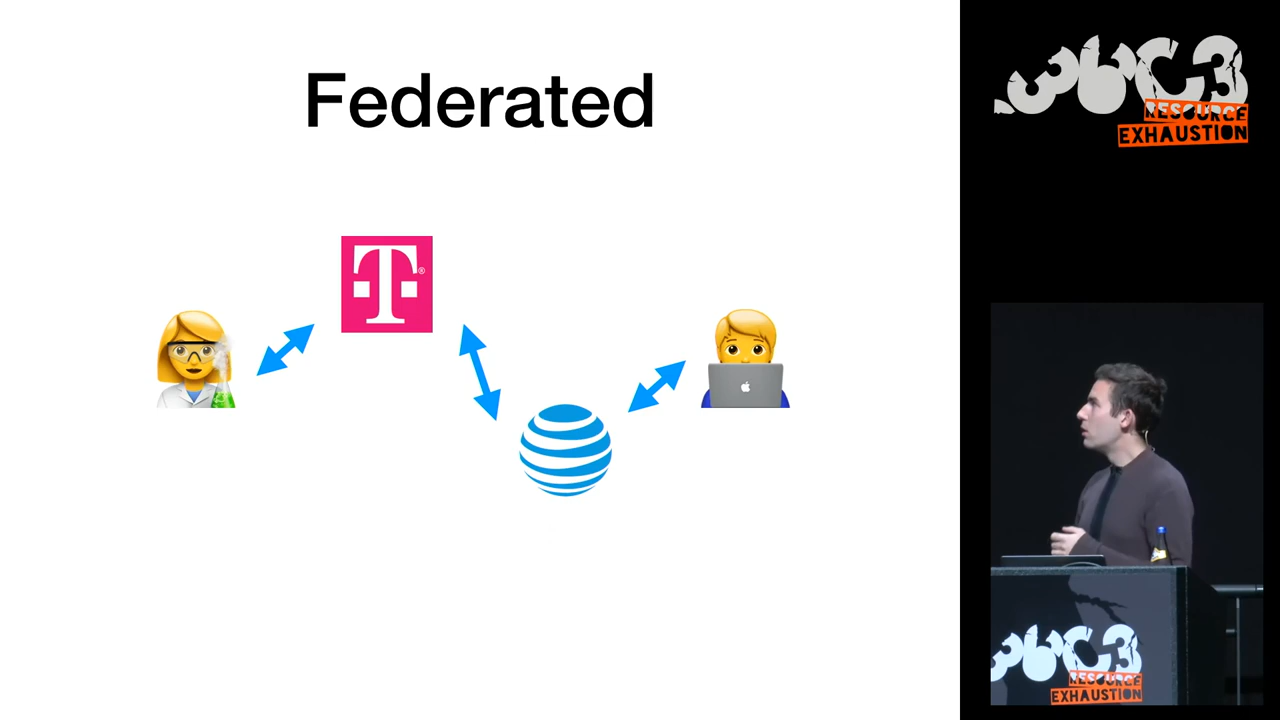 Federated
T®
36C3
RESOURCE
EXHAUSTION
36C3
RESOURCE
EXHAUSTION